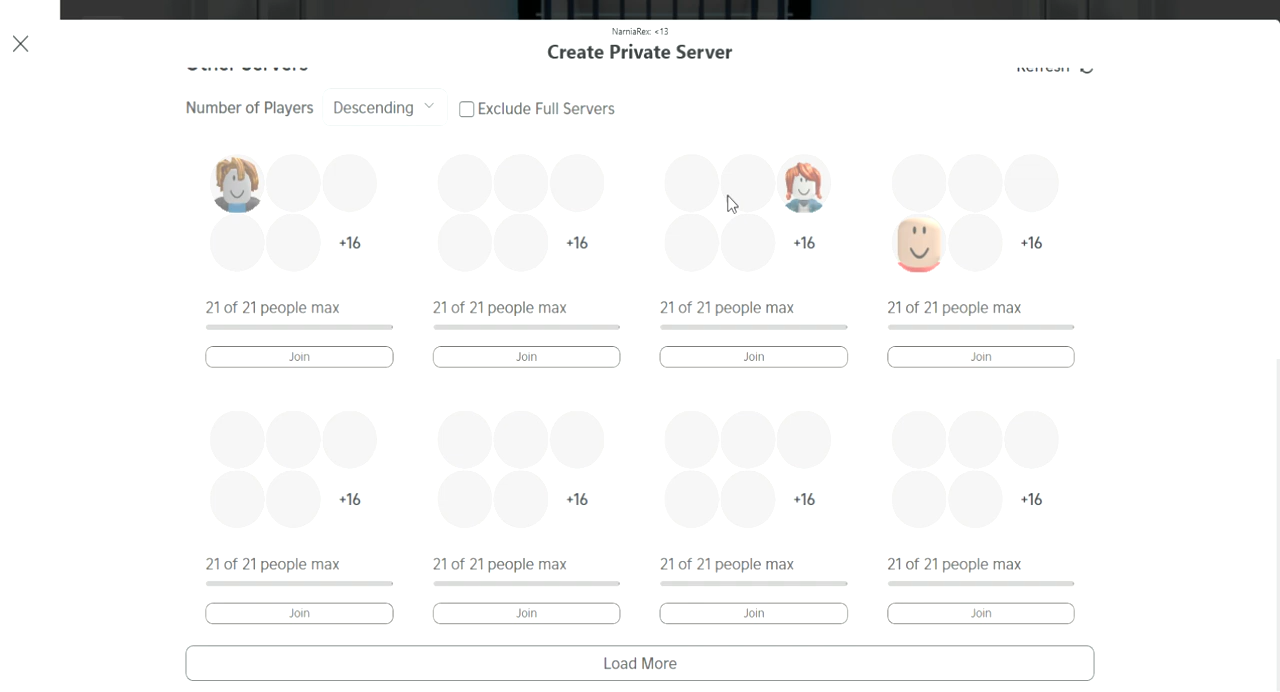 NarniaRex: <13
Create Private Server
Other Servers Refresh
Number of Players Descending Exclude Full Servers
+16 +16 +16 +16
21 of 21 people max 21 of 21 people max 21 of 21 people max 21 of 21 people max
Join Join Join Join
+16 +16 +16 +16
21 of 21 people max 21 of 21 people max 21 of 21 people max 21 of 21 people max
Join Join Join Join
Load More